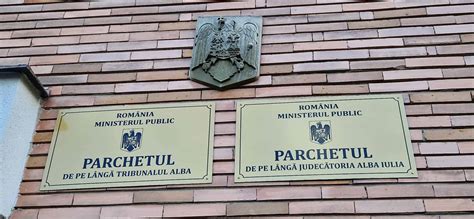 ROMÂNIA
MINISTERUL PUBLIC
PARCHETUL
DE PE LÂNGĂ TRIBUNALUL ALBA
ROMÂNIA
MINISTERUL PUBLIC
PARCHETUL
DE PE LÂNGĂ JUDECĂTORIA ALBA IULIA